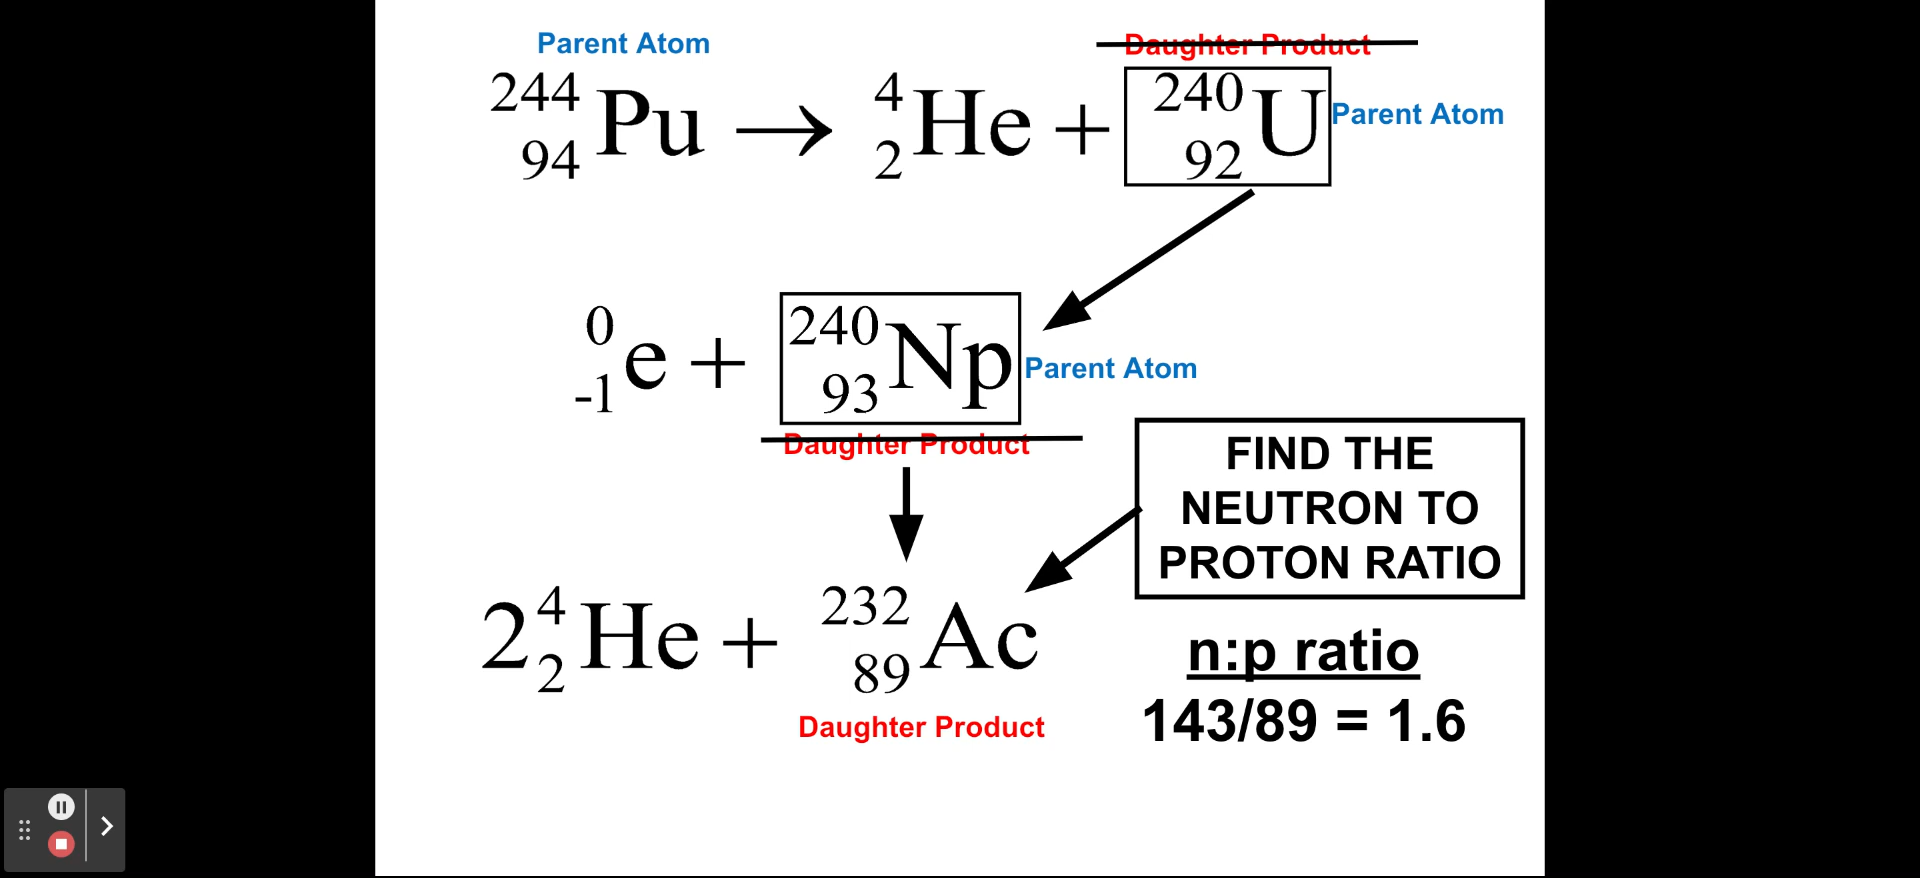 Parent Atom
Daughter Product
244 94 Pu → 4 2 He + 240 92 U Parent Atom
0 -1 e + 240 93 Np Parent Atom
Daughter Product
FIND THE
NEUTRON TO
PROTON RATIO
2 4 2 He + 232 89 Ac
n:p ratio
143/89 = 1.6
Daughter Product